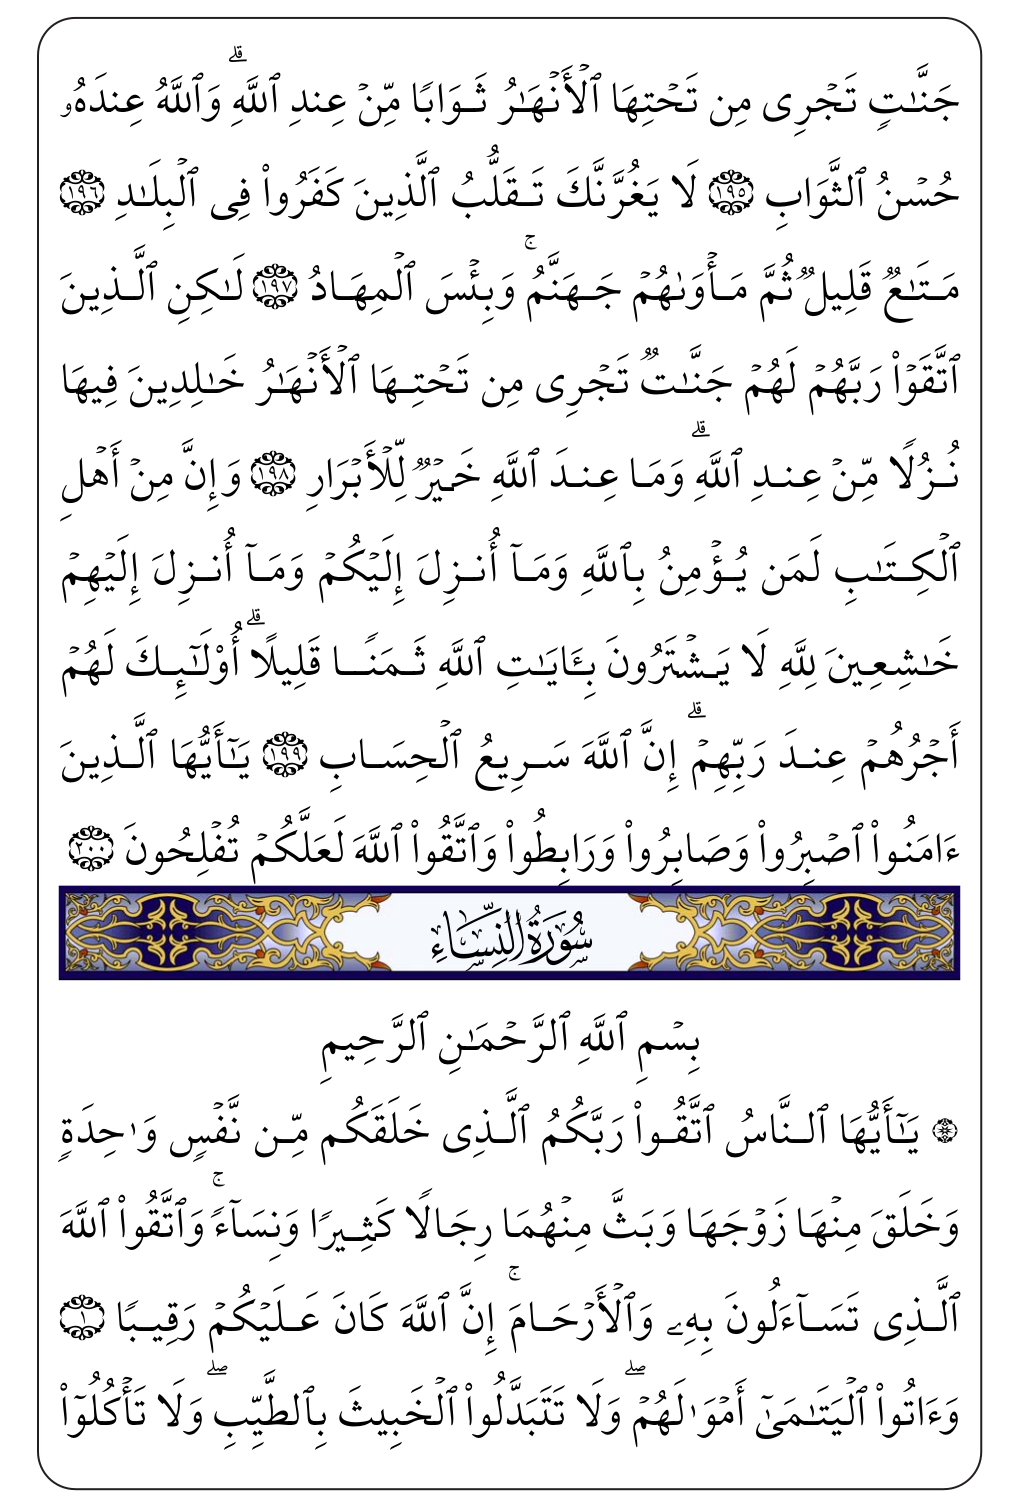 جَنَّـٰتٍ تَجۡرِى مِن تَحۡتِهَا ٱلۡأَنۡهَـٰرُ ثَوَابًا مِّنۡ عِندِ ٱللَّهِۗ وَٱللَّهُ عِندَهُۥ
حُسۡنُ ٱلثَّوَابِ ١٩٥ لَا يَغُرَّنَّكَ تَقَلُّبُ ٱلَّذِينَ كَفَرُواْ فِى ٱلۡبِلَـٰدِ ١٩٦
مَتَـٰعٌ قَلِيلٌ ثُمَّ مَأۡوَىٰهُمۡ جَهَنَّمُۚ وَبِئۡسَ ٱلۡمِهَادُ ١٩٧ لَـٰكِنِ ٱلَّذِينَ
ٱتَّقَوۡاْ رَبَّهُمۡ لَهُمۡ جَنَّـٰتٌ تَجۡرِى مِن تَحۡتِهَا ٱلۡأَنۡهَـٰرُ خَـٰلِدِينَ فِيهَا
نُزُلًا مِّنۡ عِندِ ٱللَّهِۗ وَمَا عِندَ ٱللَّهِ خَيۡرٌ لِّلۡأَبۡرَارِ ١٩٨ وَإِنَّ مِنۡ أَهۡلِ
ٱلۡكِتَـٰبِ لَمَن يُؤۡمِنُ بِٱللَّهِ وَمَآ أُنزِلَ إِلَيۡكُمۡ وَمَآ أُنزِلَ إِلَيۡهِمۡ
خَـٰشِعِينَ لِلَّهِ لَا يَشۡتَرُونَ بِـَٔايَـٰتِ ٱللَّهِ ثَمَنًا قَلِيلًاۗ أُوْلَـٰٓئِكَ لَهُمۡ
أَجۡرُهُمۡ عِندَ رَبِّهِمۡۗ إِنَّ ٱللَّهَ سَرِيعُ ٱلۡحِسَابِ ١٩٩ يَـٰٓأَيُّهَا ٱلَّذِينَ
ءَامَنُواْ ٱصۡبِرُواْ وَصَابِرُواْ وَرَابِطُواْ وَٱتَّقُواْ ٱللَّهَ لَعَلَّكُمۡ تُفۡلِحُونَ ٢٠٠
سُورَةُ النِّسَاءِ
بِسۡمِ ٱللَّهِ ٱلرَّحۡمَـٰنِ ٱلرَّحِيمِ
۞ يَـٰٓأَيُّهَا ٱلنَّاسُ ٱتَّقُواْ رَبَّكُمُ ٱلَّذِى خَلَقَكُم مِّن نَّفۡسٍ وَٰحِدَةٍ
وَخَلَقَ مِنۡهَا زَوۡجَهَا وَبَثَّ مِنۡهُمَا رِجَالًا كَثِيرًا وَنِسَآءًۚ وَٱتَّقُواْ ٱللَّهَ
ٱلَّذِى تَسَآءَلُونَ بِهِۦ وَٱلۡأَرۡحَامَۚ إِنَّ ٱللَّهَ كَانَ عَلَيۡكُمۡ رَقِيبًا ١
وَءَاتُواْ ٱلۡيَتَـٰمَىٰٓ أَمۡوَٰلَهُمۡۖ وَلَا تَتَبَدَّلُواْ ٱلۡخَبِيثَ بِٱلطَّيِّبِۖ وَلَا تَأۡكُلُوٓاْ